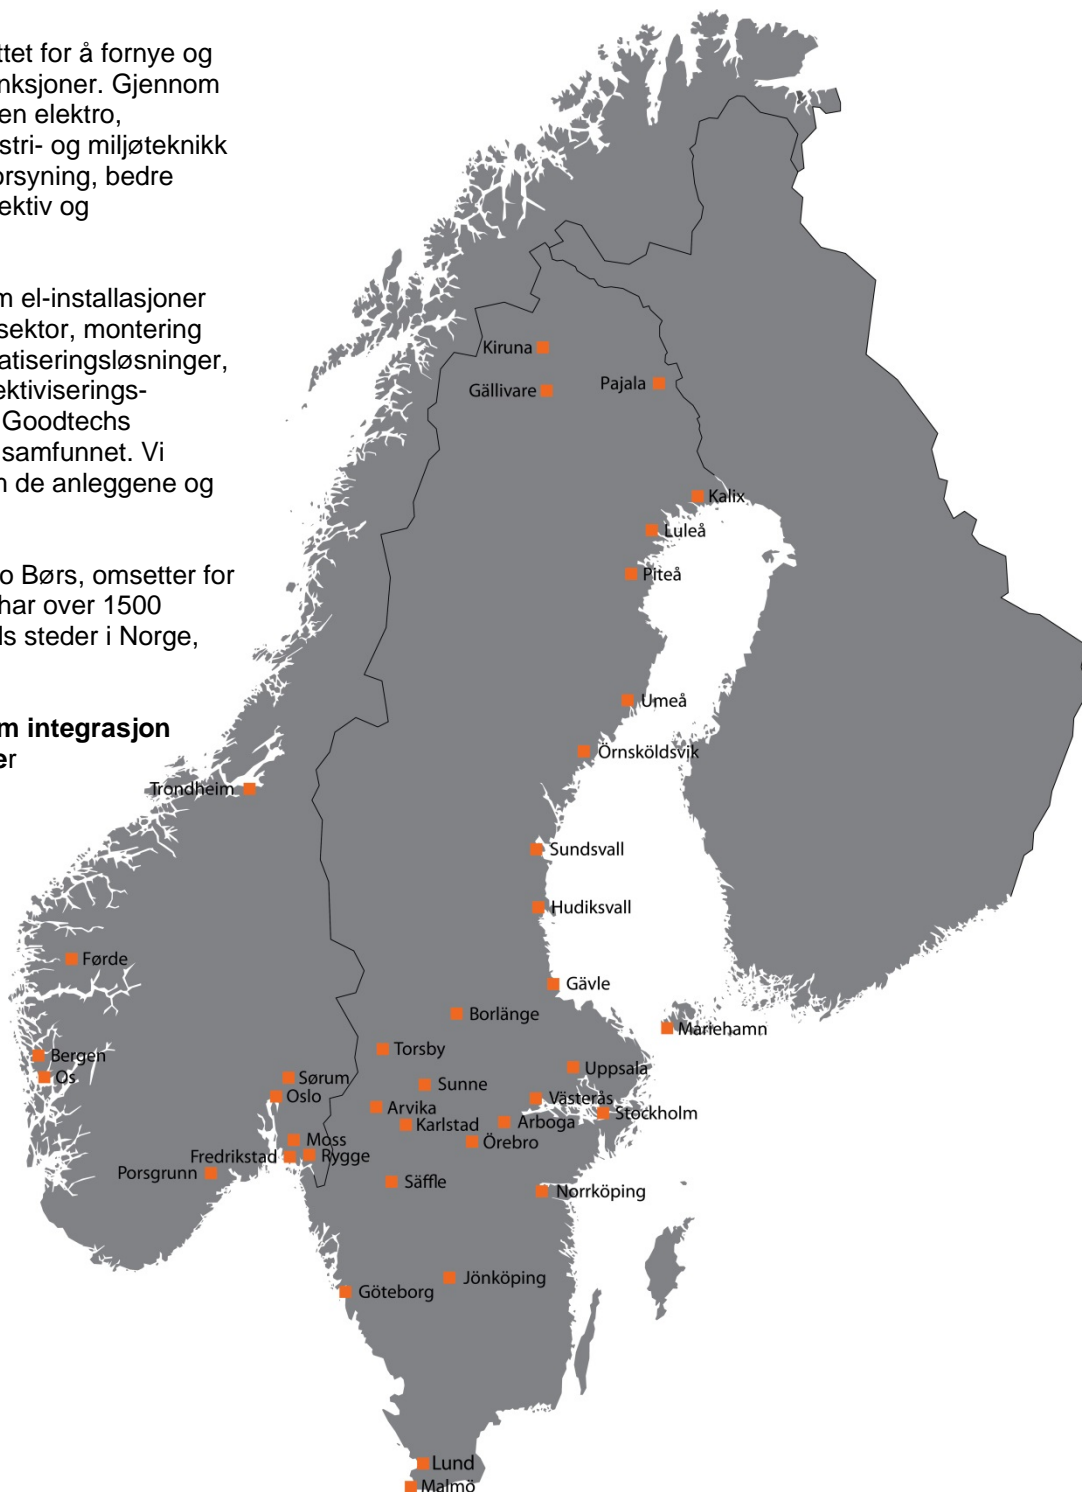 ttet for å fornye og
nksjoner. Gjennom
en elektro,
stri- og miljøteknikk
orsyning, bedre
ektiv og
m el-installasjoner
sektor, montering
atiseringsløsninger,
ektiviserings-
Goodtechs
samfunnet. Vi
n de anleggene og
o Børs, omsetter for
har over 1500
ls steder i Norge,
m integrasjon
er
Kiruna
Gällivare
Pajala
Kalix
Luleå
Piteå
Umeå
Örnsköldsvik
Trondheim
Sundsvall
Hudiksvall
Førde
Gävle
Borlänge
Mariehamn
Torsby
Bergen
Uppsala
Os
Sørum
Sunne
Oslo
Västerås
Arvika
Stockholm
Karlstad
Arboga
Moss
Örebro
Fredrikstad
Rygge
Porsgrunn
Säffle
Norrköping
Jönköping
Göteborg
Lund
Malmö